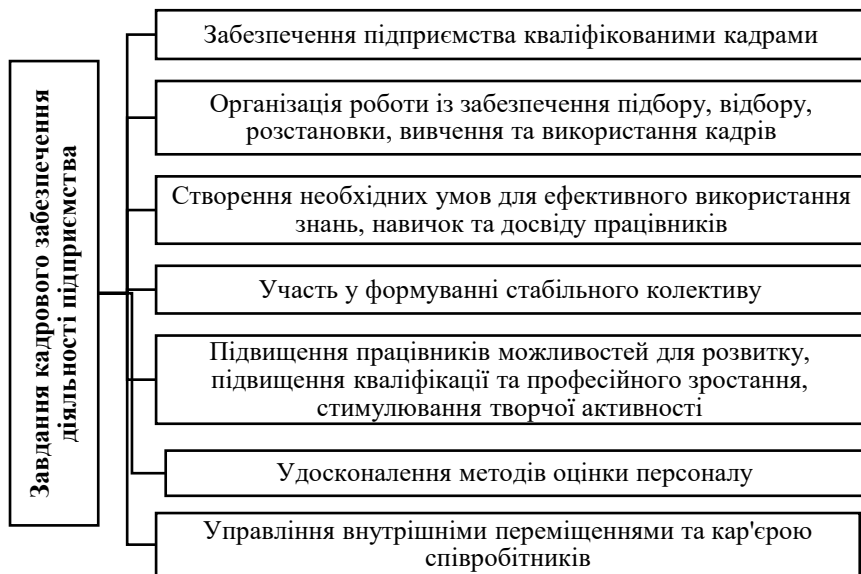 Завдання кадрового забезпечення
діяльності підприємства
Забезпечення підприємства кваліфікованими кадрами
Організація роботи із забезпечення підбору, відбору,
розстановки, вивчення та використання кадрів
Створення необхідних умов для ефективного використання
знань, навичок та досвіду працівників
Участь у формуванні стабільного колективу
Підвищення працівників можливостей для розвитку,
підвищення кваліфікації та професійного зростання,
стимулювання творчої активності
Удосконалення методів оцінки персоналу
Управління внутрішніми переміщеннями та кар'єрою
співробітників